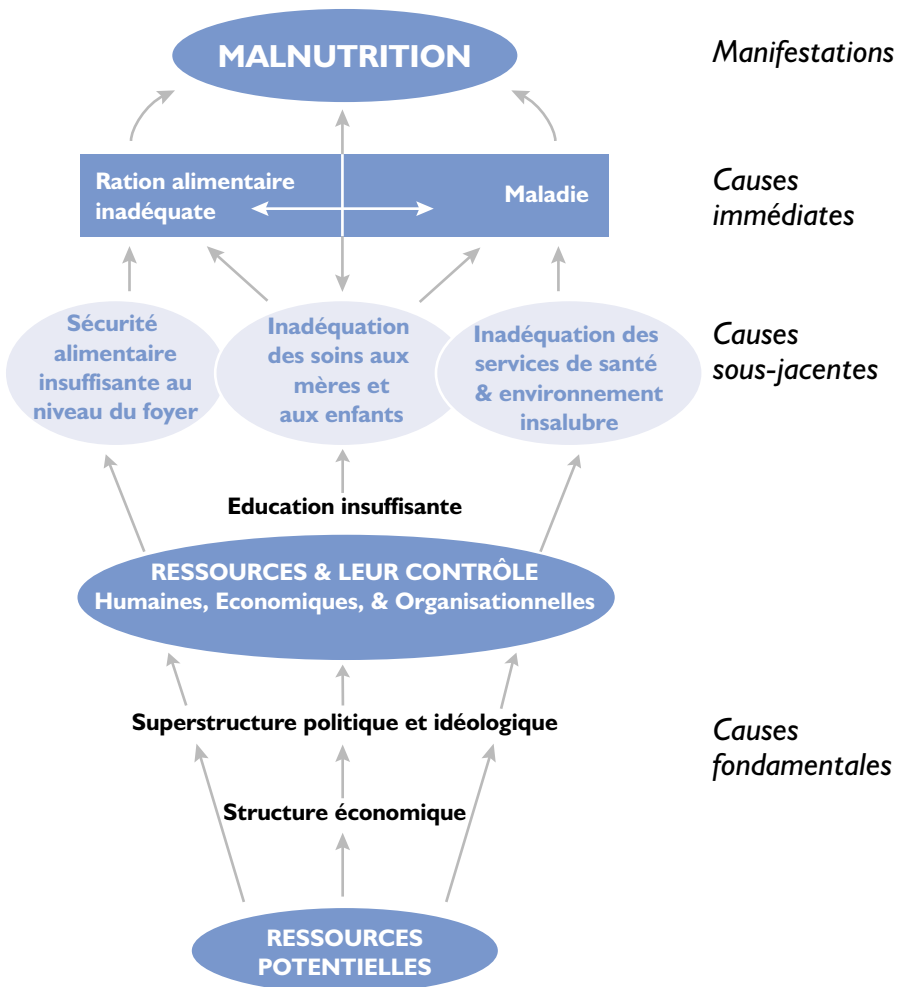 MALNUTRITION
Manifestations
Ration alimentaire
inadéquate
Maladie
Causes
immédiates
Sécurité
alimentaire
insuffisante au
niveau du foyer
Inadéquation
des soins aux
mères et
aux enfants
Inadéquation des
services de santé
& environnement
insalubre
Causes
sous-jacentes
Education insuffisante
RESSOURCES & LEUR CONTRÔLE
Humaines, Economiques, & Organisationnelles
Superstructure politique et idéologique
Structure économique
Causes
fondamentales
RESSOURCES
POTENTIELLES